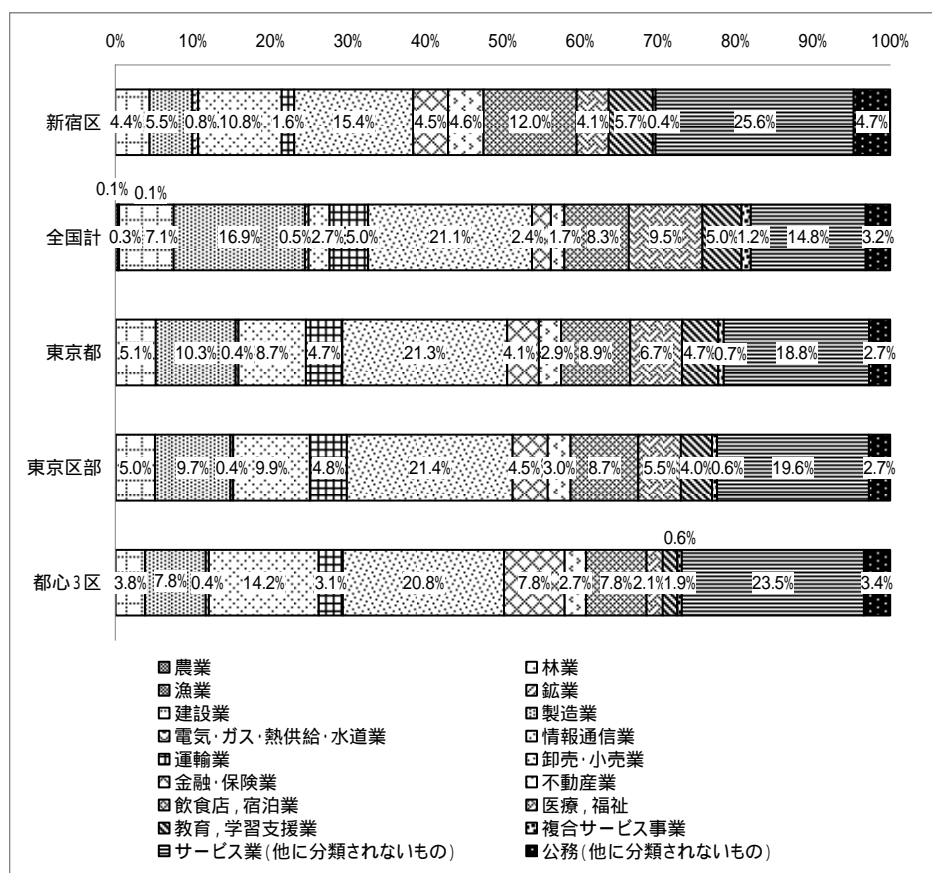 0% 10% 20% 30% 40% 50% 60% 70% 80% 90% 100%
新宿区 4.4% 5.5% 0.8% 10.8% 1.6% 15.4% 4.5% 4.6% 12.0% 4.1% 5.7% 0.4% 25.6% 4.7%
0.1% 0.1%
全国計 0.3% 7.1% 16.9% 0.5% 2.7% 5.0% 21.1% 2.4% 1.7% 8.3% 9.5% 5.0% 1.2% 14.8% 3.2%
東京都 5.1% 10.3% 0.4% 8.7% 4.7% 21.3% 4.1% 2.9% 8.9% 6.7% 4.7% 0.7% 18.8% 2.7%
東京区部 5.0% 9.7% 0.4% 9.9% 4.8% 21.4% 4.5% 3.0% 8.7% 5.5% 4.0% 0.6% 19.6% 2.7%
0.6%
都心3区 3.8% 7.8% 0.4% 14.2% 3.1% 20.8% 7.8% 2.7% 7.8% 2.1% 1.9% 23.5% 3.4%
農業 林業
漁業 鉱業
建設業 製造業
電気・ガス・熱供給・水道業 情報通信業
運輸業 卸売・小売業
金融・保険業 不動産業
飲食店,宿泊業 医療,福祉
教育,学習支援業 複合サービス事業
サービス業(他に分類されないもの) 公務(他に分類されないもの)